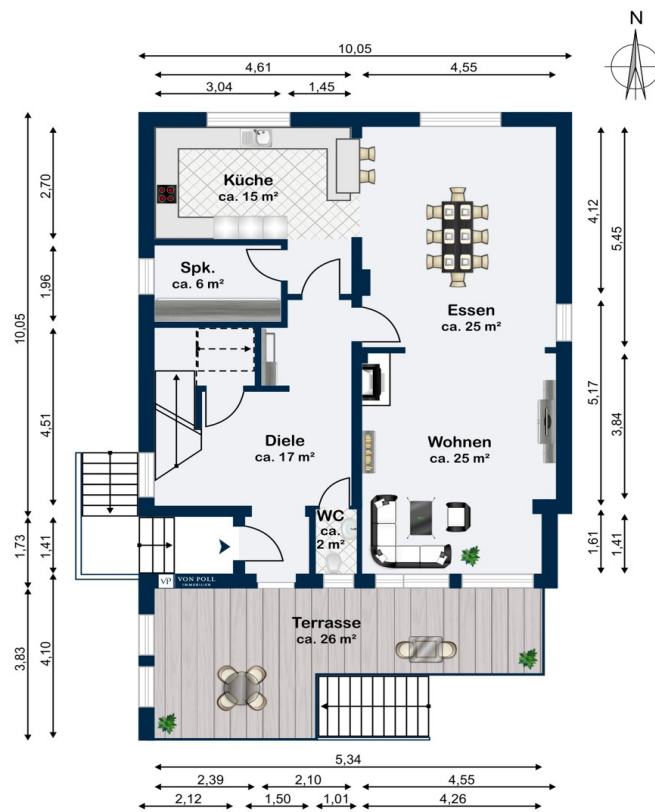 N
10,05
4,61
4,55
3,04
1,45
10,05
2,70
1,96
4,51
1,73
1,41
3,83
4,10
4,12
5,45
5,17
3,84
1,61
1,41
Küche
ca. 15 m²
Spk.
ca. 6 m²
Essen
ca. 25 m²
Diele
ca. 17 m²
Wohnen
ca. 25 m²
WC
ca.
2 m²
VP VON POLL
IMMOBILIEN
Terrasse
ca. 26 m²
5,34
2,39
2,10
4,55
2,12
1,50
1,01
4,26